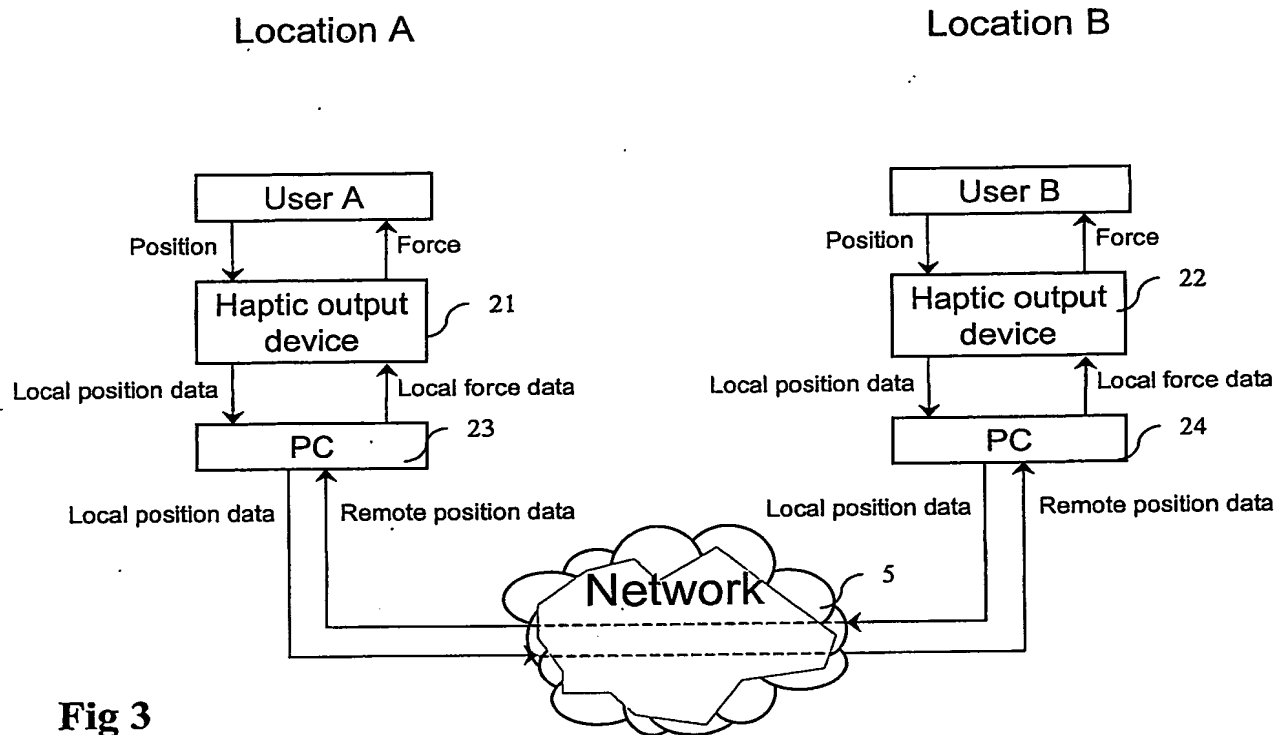 Location A
Location B
User A
User B
Position
Force
Position
Force
Haptic output
device
21
Haptic output
device
22
Local position data
Local force data
Local position data
Local force data
PC
23
PC
24
Local position data
Remote position data
Local position data
Remote position data
Network
5
Fig 3